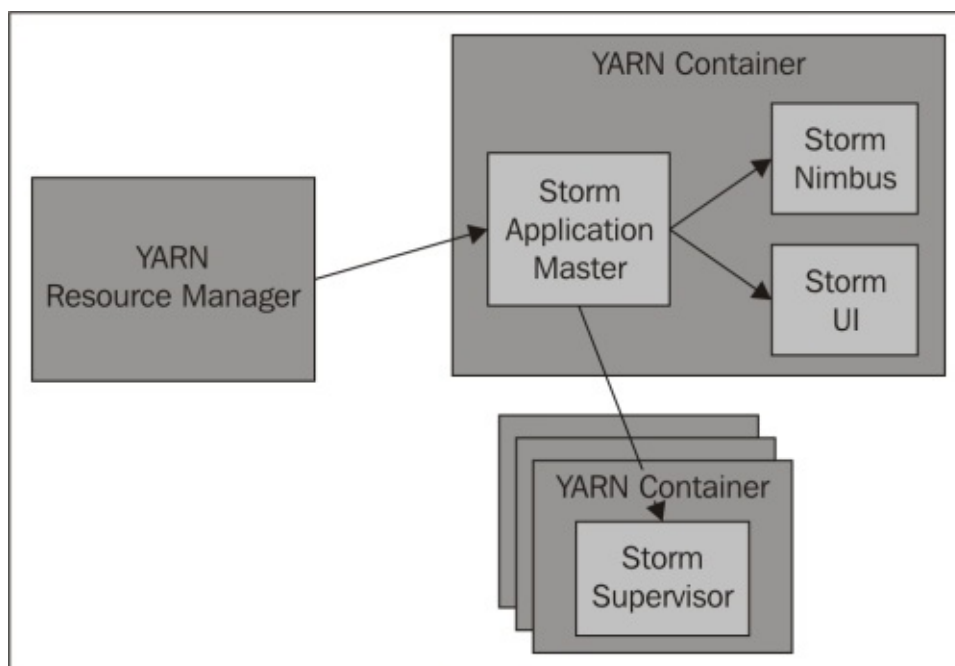 YARN Container
Storm
Nimbus
Storm
Application
Master
YARN
Resource Manager
Storm
UI
YARN Container
Storm
Supervisor